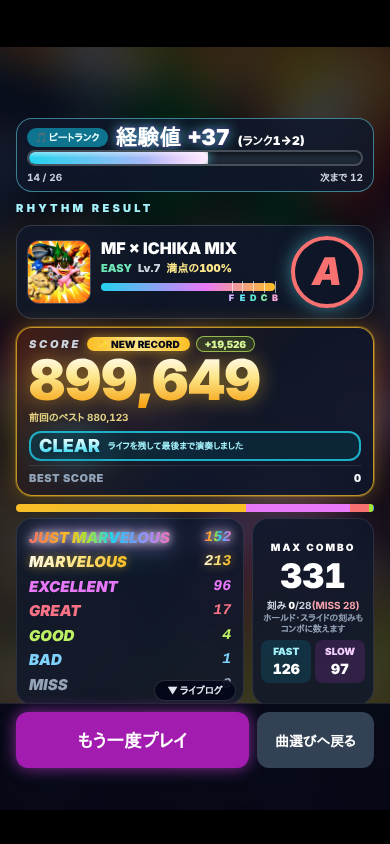 ビートランク 経験値 +37 (ランク1→2)
14 / 26 次まで 12
RHYTHM RESULT
MF × ICHIKA MIX
EASY Lv.7 満点の100%
F E D C B
A
SCORE NEW RECORD +19,526
899,649
前回のベスト 880,123
CLEAR ライフを残して最後まで演奏しました
BEST SCORE 0
JUST MARVELOUS 152
MARVELOUS 213
EXCELLENT 96
GREAT 17
GOOD 4
BAD 1
MISS
▼ ライブログ
MAX COMBO
331
刻み 0/28(MISS 28)
ホールド・スライドの刻みも
コンボに数えます
FAST SLOW
126 97
もう一度プレイ 曲選びへ戻る